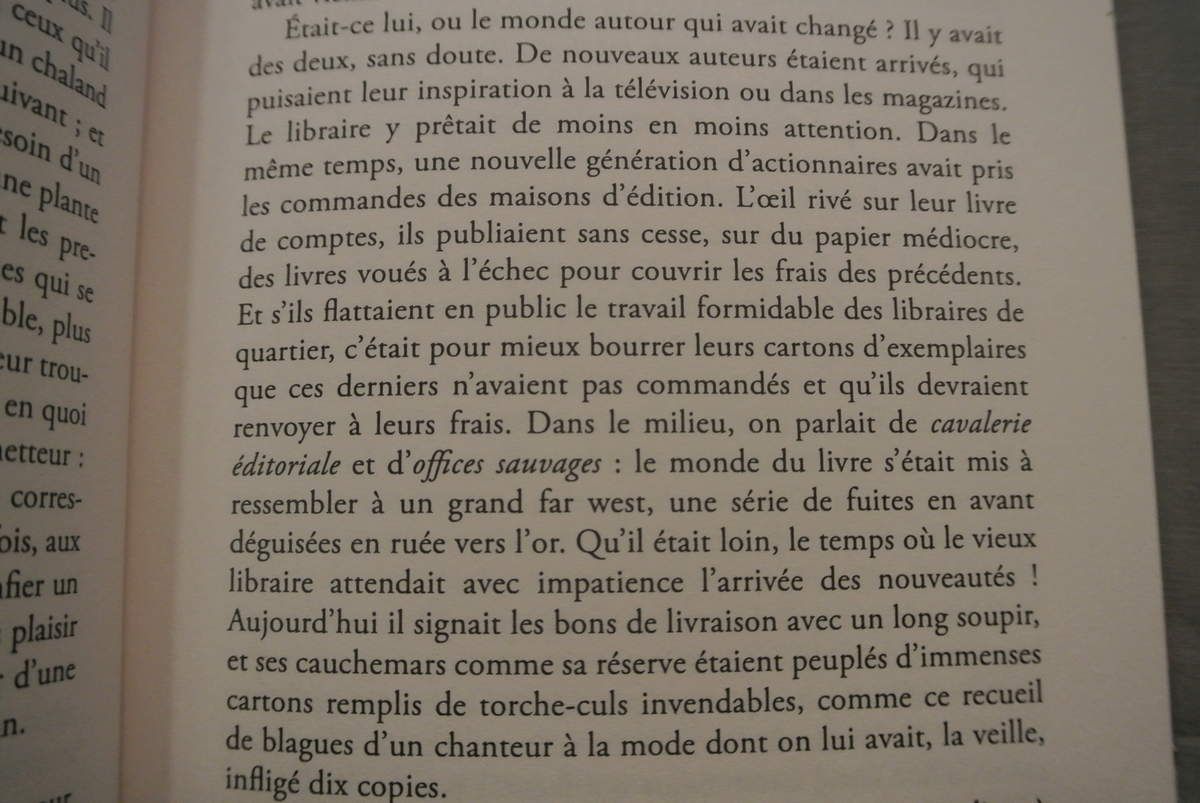 us. Il
ceux qu'il
un chaland
uivant ; et
soin d'un
ne plante
t les pre-
es qui se
ble, plus
eur trou-
en quoi
metteur :
corres-
ois, aux
fier un
plaisir
d'une
n.
Était-ce lui, ou le monde autour qui avait changé ? Il y avait
des deux, sans doute. De nouveaux auteurs étaient arrivés, qui
puisaient leur inspiration à la télévision ou dans les magazines.
Le libraire y prêtait de moins en moins attention. Dans le
même temps, une nouvelle génération d'actionnaires avait pris
les commandes des maisons d'édition. L'œil rivé sur leur livre
de comptes, ils publiaient sans cesse, sur du papier médiocre,
des livres voués à l'échec pour couvrir les frais des précédents.
Et s'ils flattaient en public le travail formidable des libraires de
quartier, c'était pour mieux bourrer leurs cartons d'exemplaires
que ces derniers n'avaient pas commandés et qu'ils devraient
renvoyer à leurs frais. Dans le milieu, on parlait de cavalerie
éditoriale et d'offices sauvages : le monde du livre s'était mis à
ressembler à un grand far west, une série de fuites en avant
déguisées en ruée vers l'or. Qu'il était loin, le temps où le vieux
libraire attendait avec impatience l'arrivée des nouveautés !
Aujourd'hui il signait les bons de livraison avec un long soupir,
et ses cauchemars comme sa réserve étaient peuplés d'immenses
cartons remplis de torche-culs invendables, comme ce recueil
de blagues d'un chanteur à la mode dont on lui avait, la veille,
infligé dix copies.